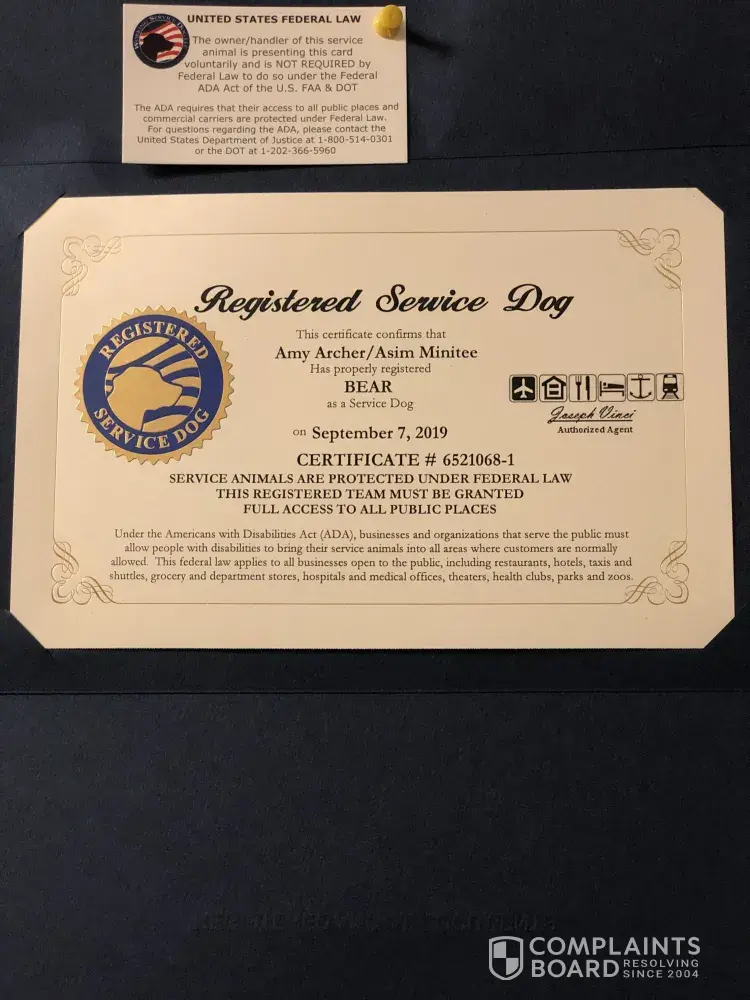 UNITED STATES FEDERAL LAW
The owner/handler of this service
animal is presenting this card
voluntarily and is NOT REQUIRED by
Federal Law to do so under the Federal
ADA Act of the U.S. FAA & DOT
The ADA requires that their access to all public places and
commercial carriers are protected under Federal Law.
For questions regarding the ADA, please contact the
United States Department of Justice at 1-800-514-0301
or the DOT at 1-202-366-5960
Registered Service Dog
REGISTERED
SERVICE DOG
This certificate confirms that
Amy Archer/Asim Minitee
Has properly registered
BEAR
as a Service Dog
on September 7, 2019
Joseph Vinci
Authorized Agent
CERTIFICATE # 6521068-1
SERVICE ANIMALS ARE PROTECTED UNDER FEDERAL LAW
THIS REGISTERED TEAM MUST BE GRANTED
FULL ACCESS TO ALL PUBLIC PLACES
Under the Americans with Disabilities Act (ADA), businesses and organizations that serve the public must
allow people with disabilities to bring their service animals into all areas where customers are normally
allowed. This federal law applies to all businesses open to the public, including restaurants, hotels, taxis and
shuttles, grocery and department stores, hospitals and medical offices, theaters, health clubs, parks and zoos.
COMPLAINTS
BOARD RESOLVING
SINCE 2004